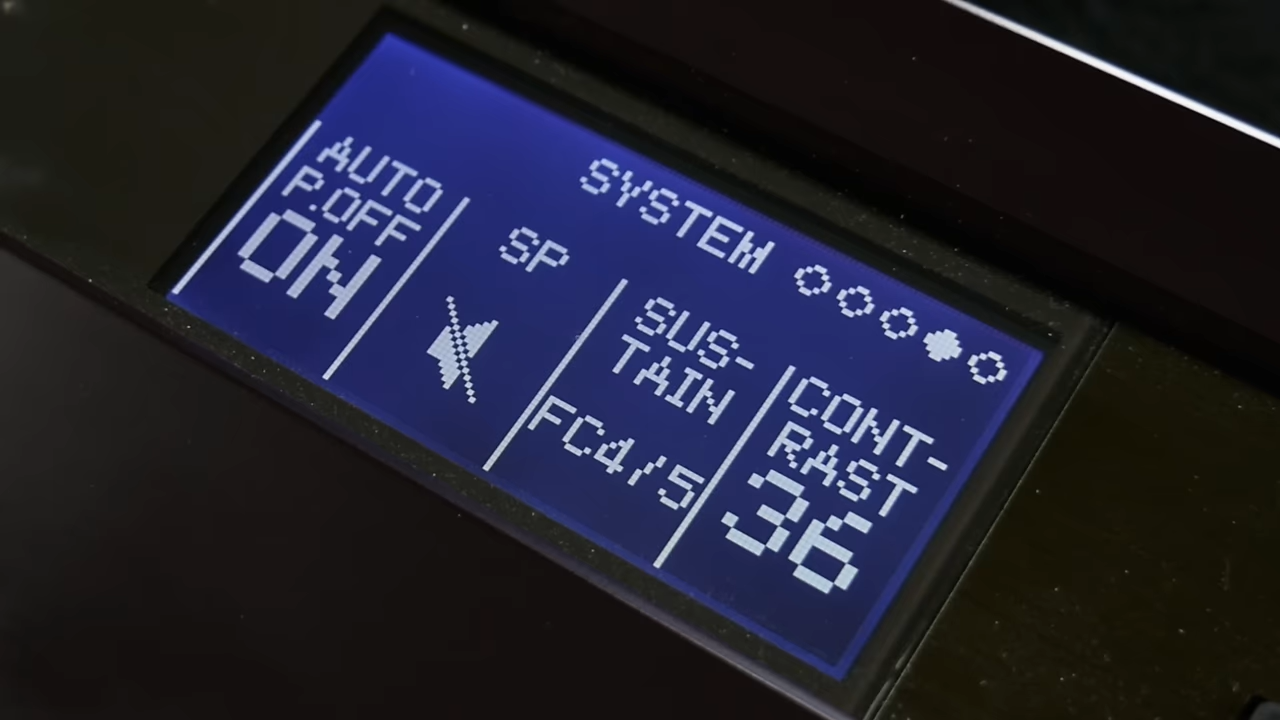 SYSTEM
AUTO
P.OFF
ON
SP
SUS-
TAIN
FC4/5
CONT-
RAST
36